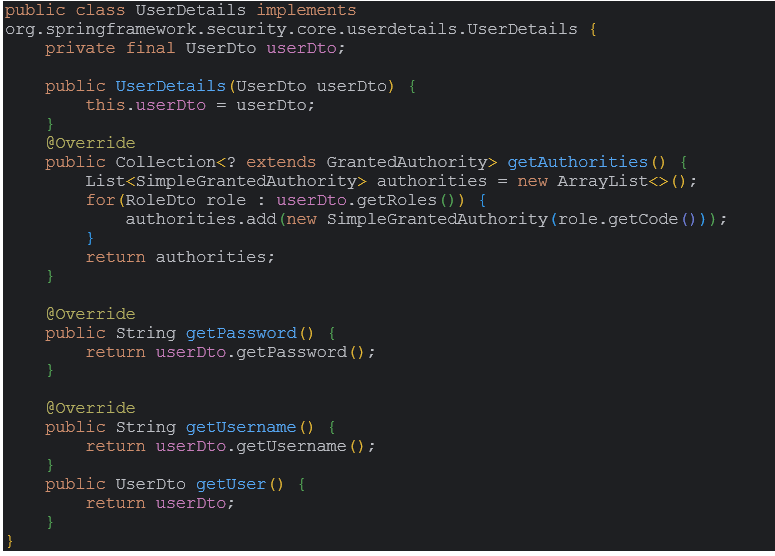 public class UserDetails implements
org.springframework.security.core.userdetails.UserDetails {
    private final UserDto userDto;

    public UserDetails(UserDto userDto) {
        this.userDto = userDto;
    }
    @Override
    public Collection<? extends GrantedAuthority> getAuthorities() {
        List<SimpleGrantedAuthority> authorities = new ArrayList<>();
        for(RoleDto role : userDto.getRoles()) {
            authorities.add(new SimpleGrantedAuthority(role.getCode()));
        }
        return authorities;
    }

    @Override
    public String getPassword() {
        return userDto.getPassword();
    }

    @Override
    public String getUsername() {
        return userDto.getUsername();
    }
    public UserDto getUser() {
        return userDto;
    }
}